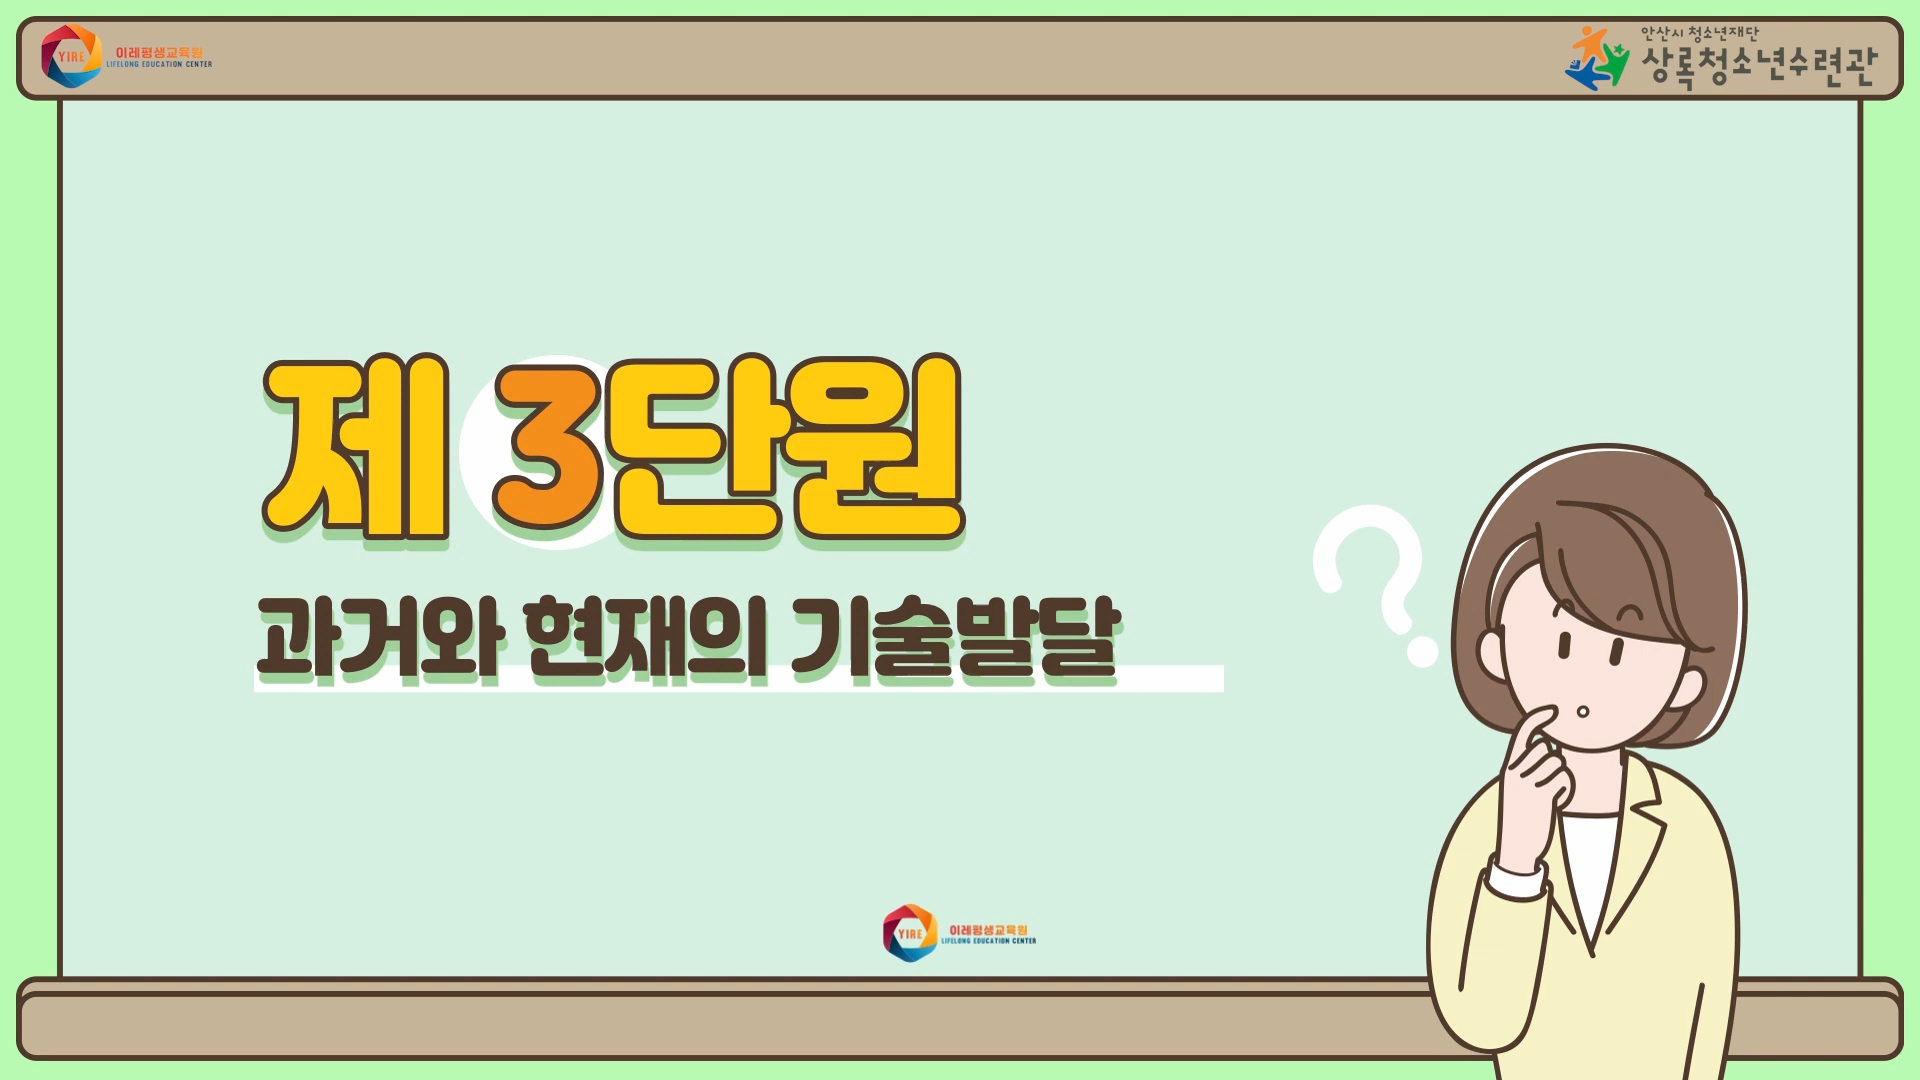 YIRE
이레평생교육원
LIFELONG EDUCATION CENTER
안산시 청소년재단
상록청소년수련관
제 3단원
과거와 현재의 기술발달
YIRE
이레평생교육원
LIFELONG EDUCATION CENTER